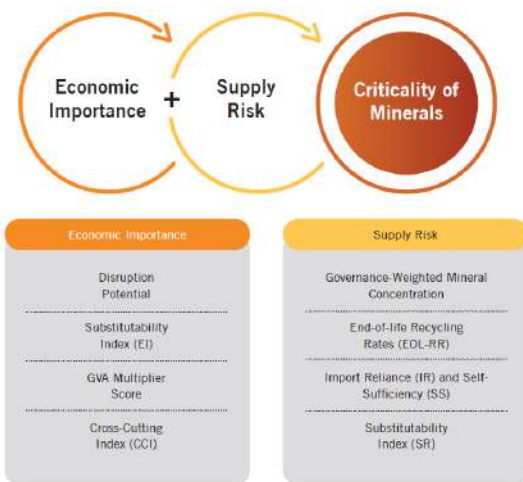 Economic
Importance
+
Supply
Risk
Criticality of
Minerals
Economic Importance
Disruption
Potential
Substitutability
Index (EI)
GVA Multiplier
Score
Cross-Cutting
Index (CCI)
Supply Risk
Governance-Weighted Mineral
Concentration
End-of-life Recycling
Rates (EOL-RR)
Import Reliance (IR) and Self-
Sufficiency (SS)
Substitutability
Index (SR)